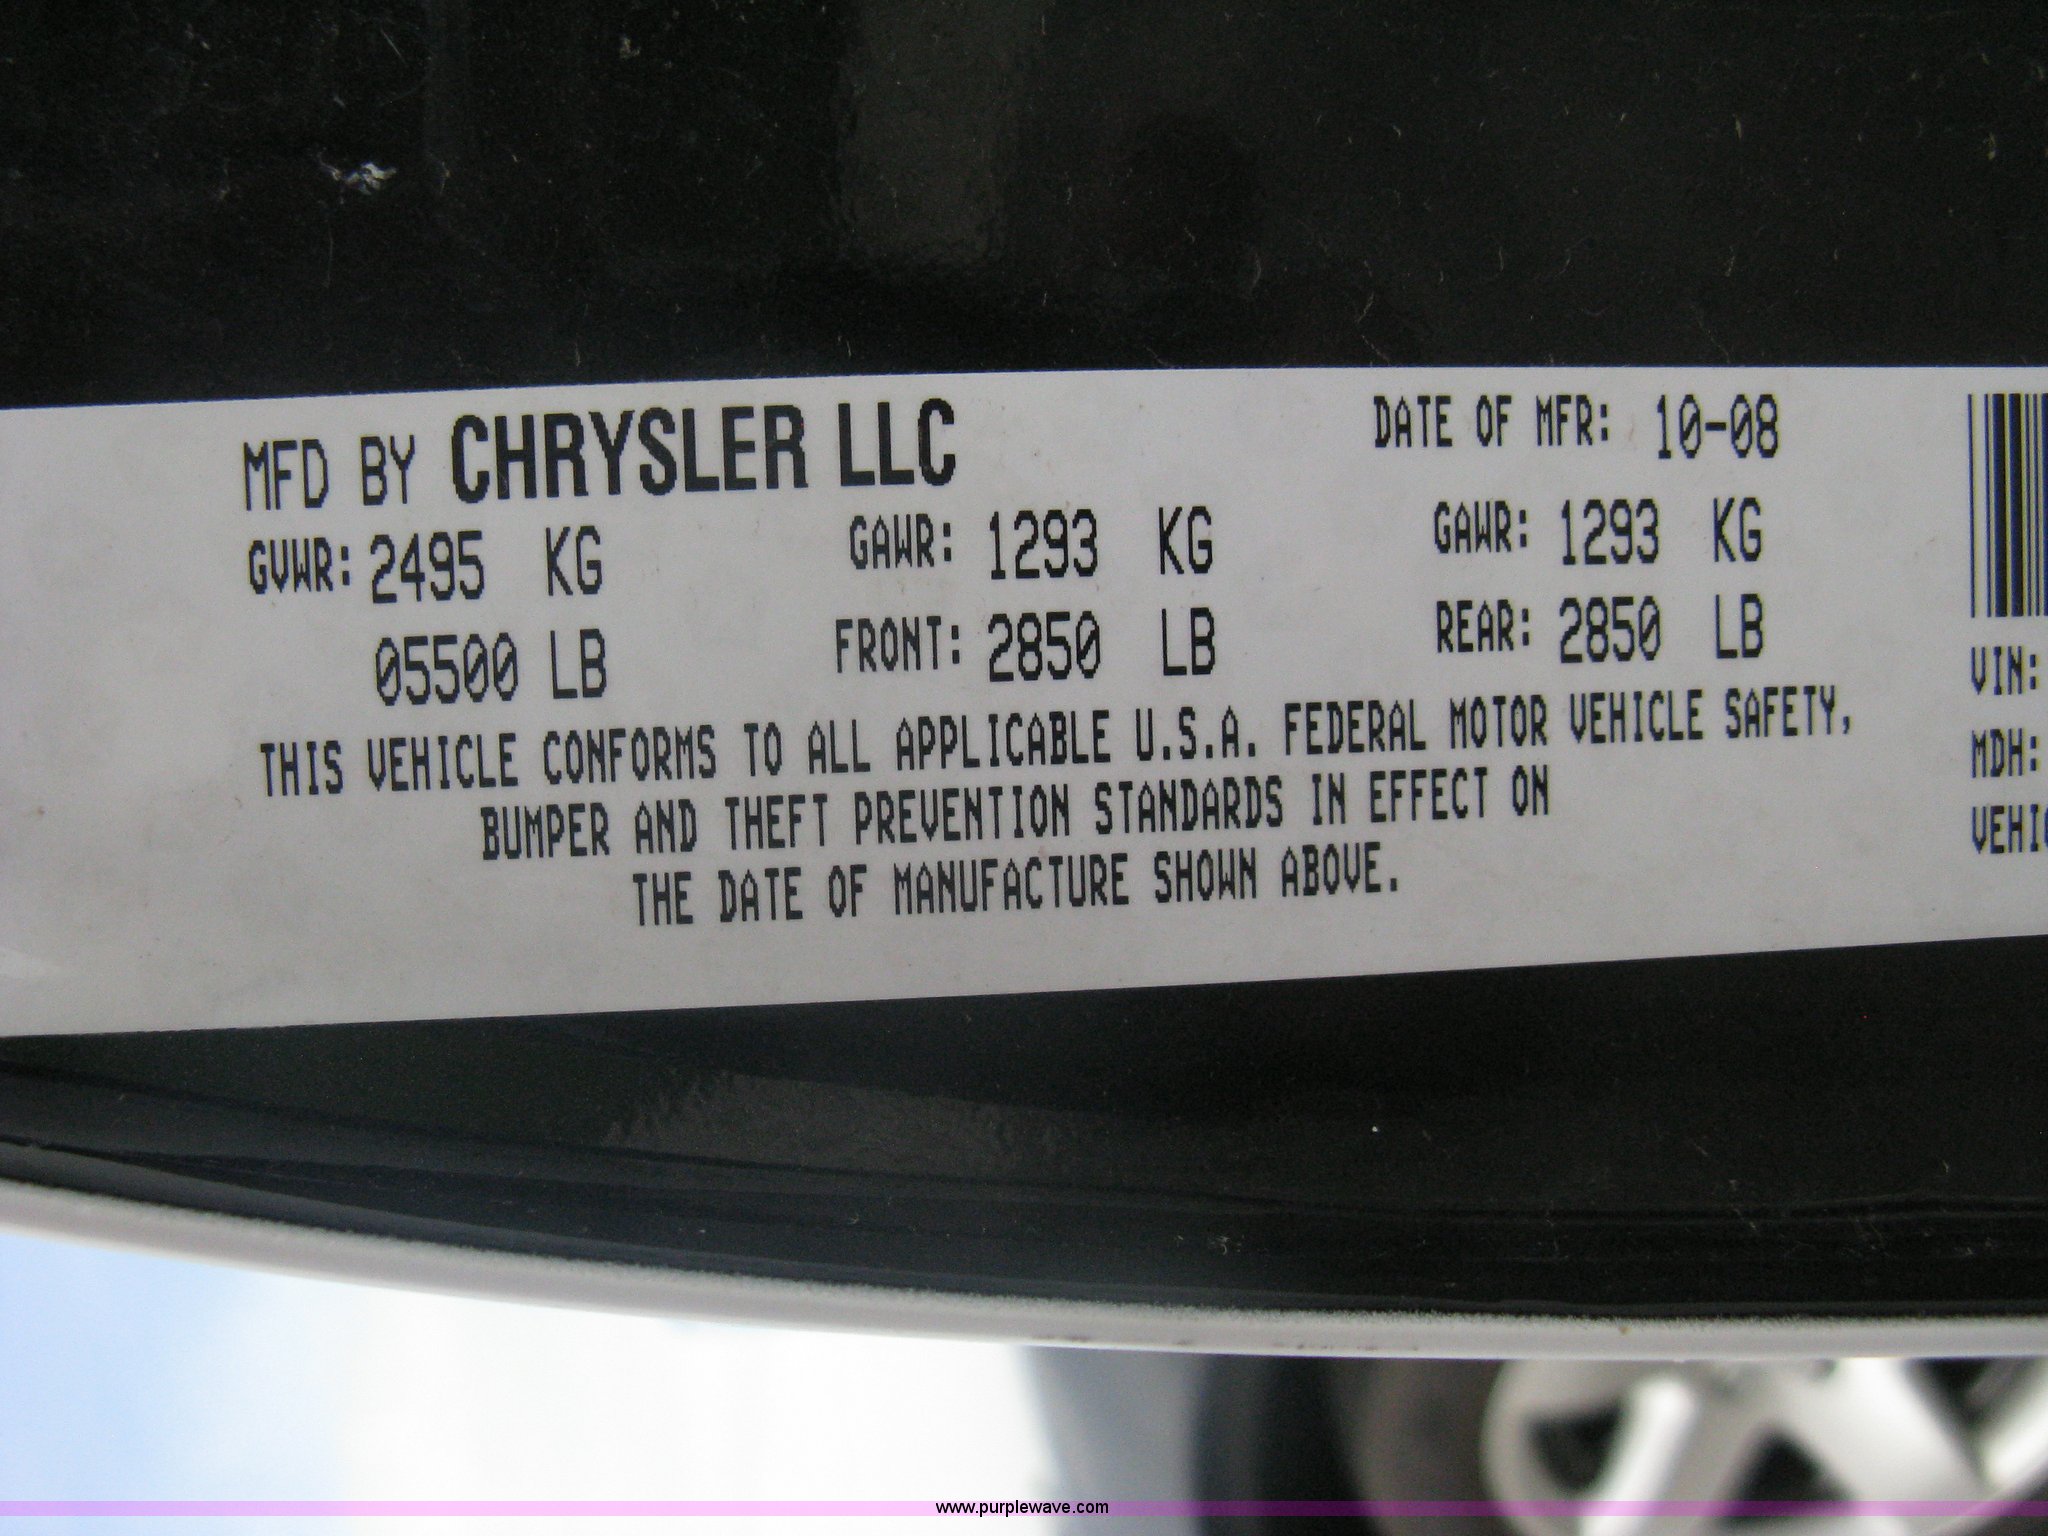 MFD BY CHRYSLER LLC DATE OF MFR: 10-08
GVWR: 2495 KG GAWR: 1293 KG GAWR: 1293 KG
05500 LB FRONT: 2850 LB REAR: 2850 LB
THIS VEHICLE CONFORMS TO ALL APPLICABLE U.S.A. FEDERAL MOTOR VEHICLE SAFETY,
BUMPER AND THEFT PREVENTION STANDARDS IN EFFECT ON
THE DATE OF MANUFACTURE SHOWN ABOVE.
VIN:
MDH:
www.purplewave.com